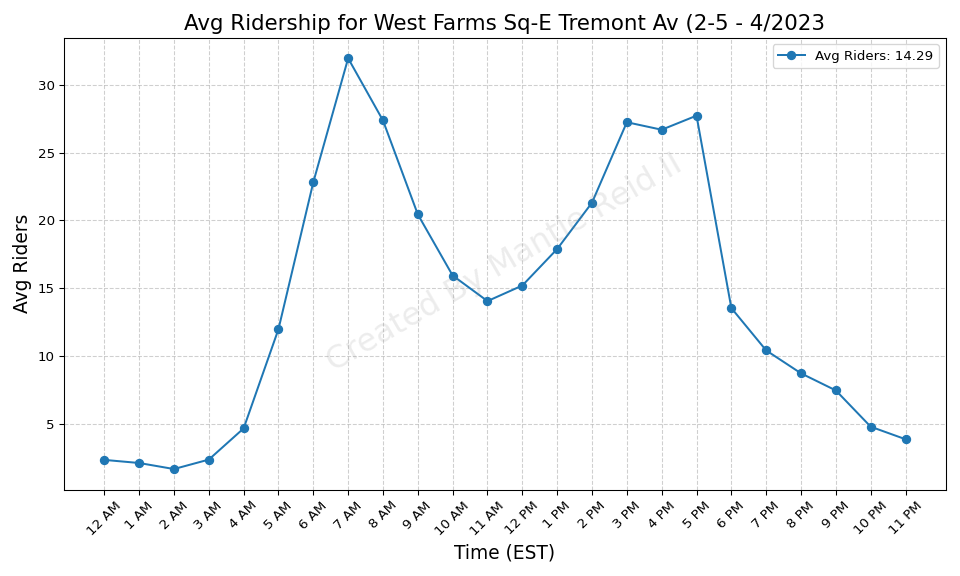 Avg Ridership for West Farms Sq-E Tremont Av (2-5 - 4/2023
Avg Riders: 14.29
Avg Riders
30
25
20
15
10
5
Created By Mantis Reid II
12 AM
1 AM
2 AM
3 AM
4 AM
5 AM
6 AM
7 AM
8 AM
9 AM
10 AM
11 AM
12 PM
1 PM
2 PM
3 PM
4 PM
5 PM
6 PM
7 PM
8 PM
9 PM
10 PM
11 PM
Time (EST)